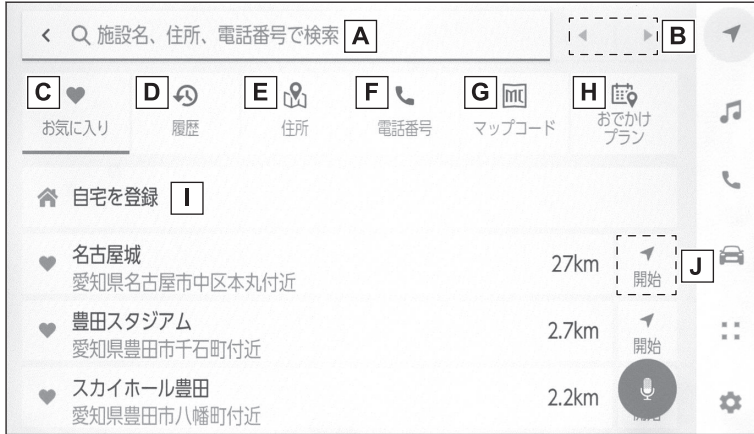 施設名、住所、電話番号で検索 A
B
C D E F G MC H
お気に入り 履歴 住所 電話番号 マップコード おでかけ
プラン
自宅を登録 I
名古屋城
愛知県名古屋市中区本丸付近
27km
開始
J
豊田スタジアム
愛知県豊田市千石町付近
2.7km
開始
スカイホール豊田
愛知県豊田市八幡町付近
2.2km